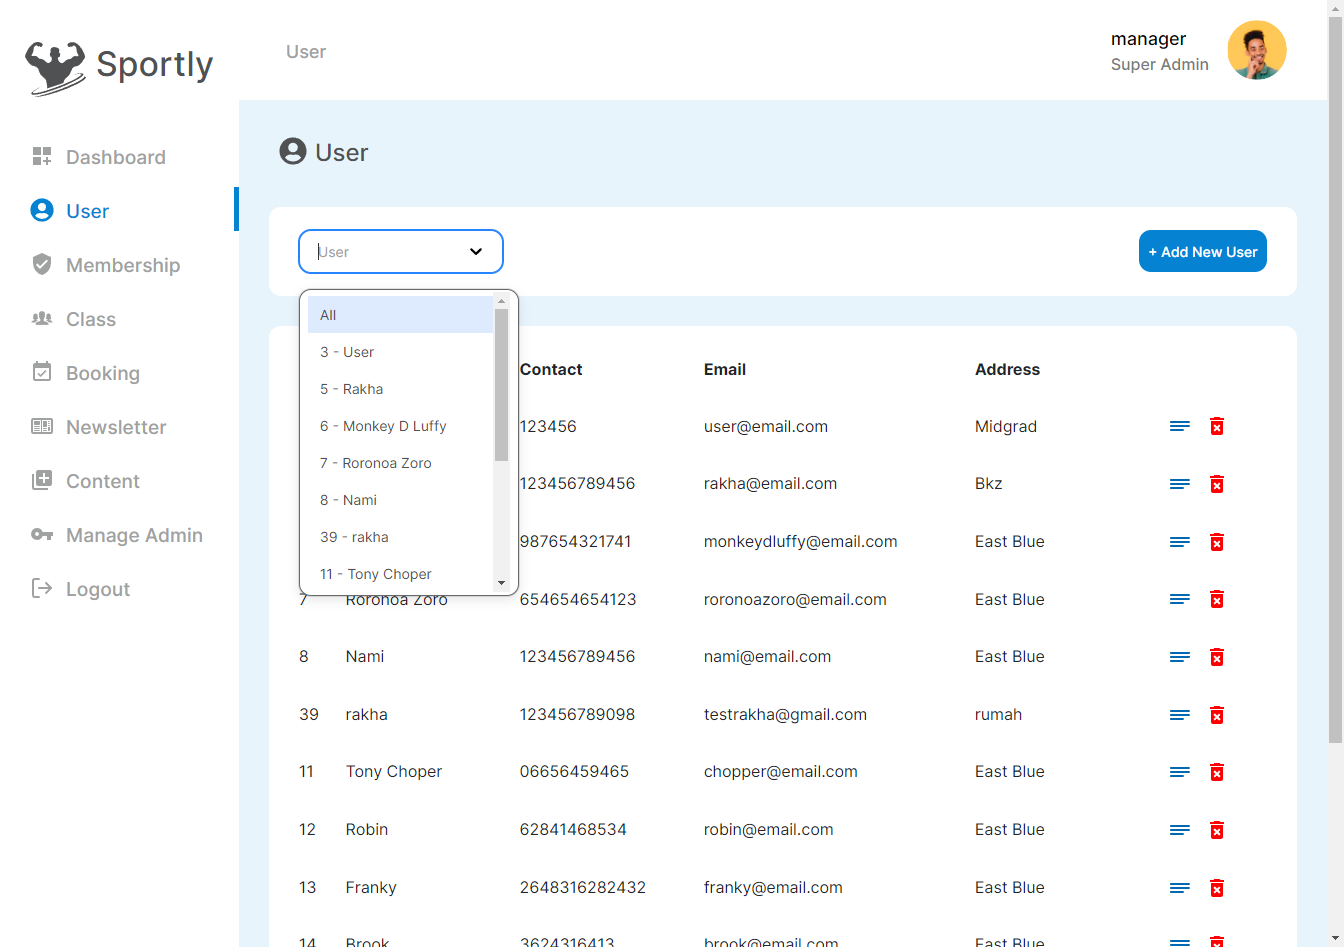 Sportly
User
manager
Super Admin
Dashboard
User
Membership
Class
Booking
Newsletter
Content
Manage Admin
Logout
User
User
+ Add New User
All
3 - User
5 - Rakha
6 - Monkey D Luffy
7 - Roronoa Zoro
8 - Nami
39 - rakha
11 - Tony Choper
Contact Email Address
123456 user@email.com Midgrad
123456789456 rakha@email.com Bkz
987654321741 monkeydluffy@email.com East Blue
7 Roronoa Zoro 654654654123 roronoazoro@email.com East Blue
8 Nami 123456789456 nami@email.com East Blue
39 rakha 123456789098 testrakha@gmail.com rumah
11 Tony Choper 06656459465 chopper@email.com East Blue
12 Robin 62841468534 robin@email.com East Blue
13 Franky 2648316282432 franky@email.com East Blue
14 Brook 3624316413 brook@email.com East Blue